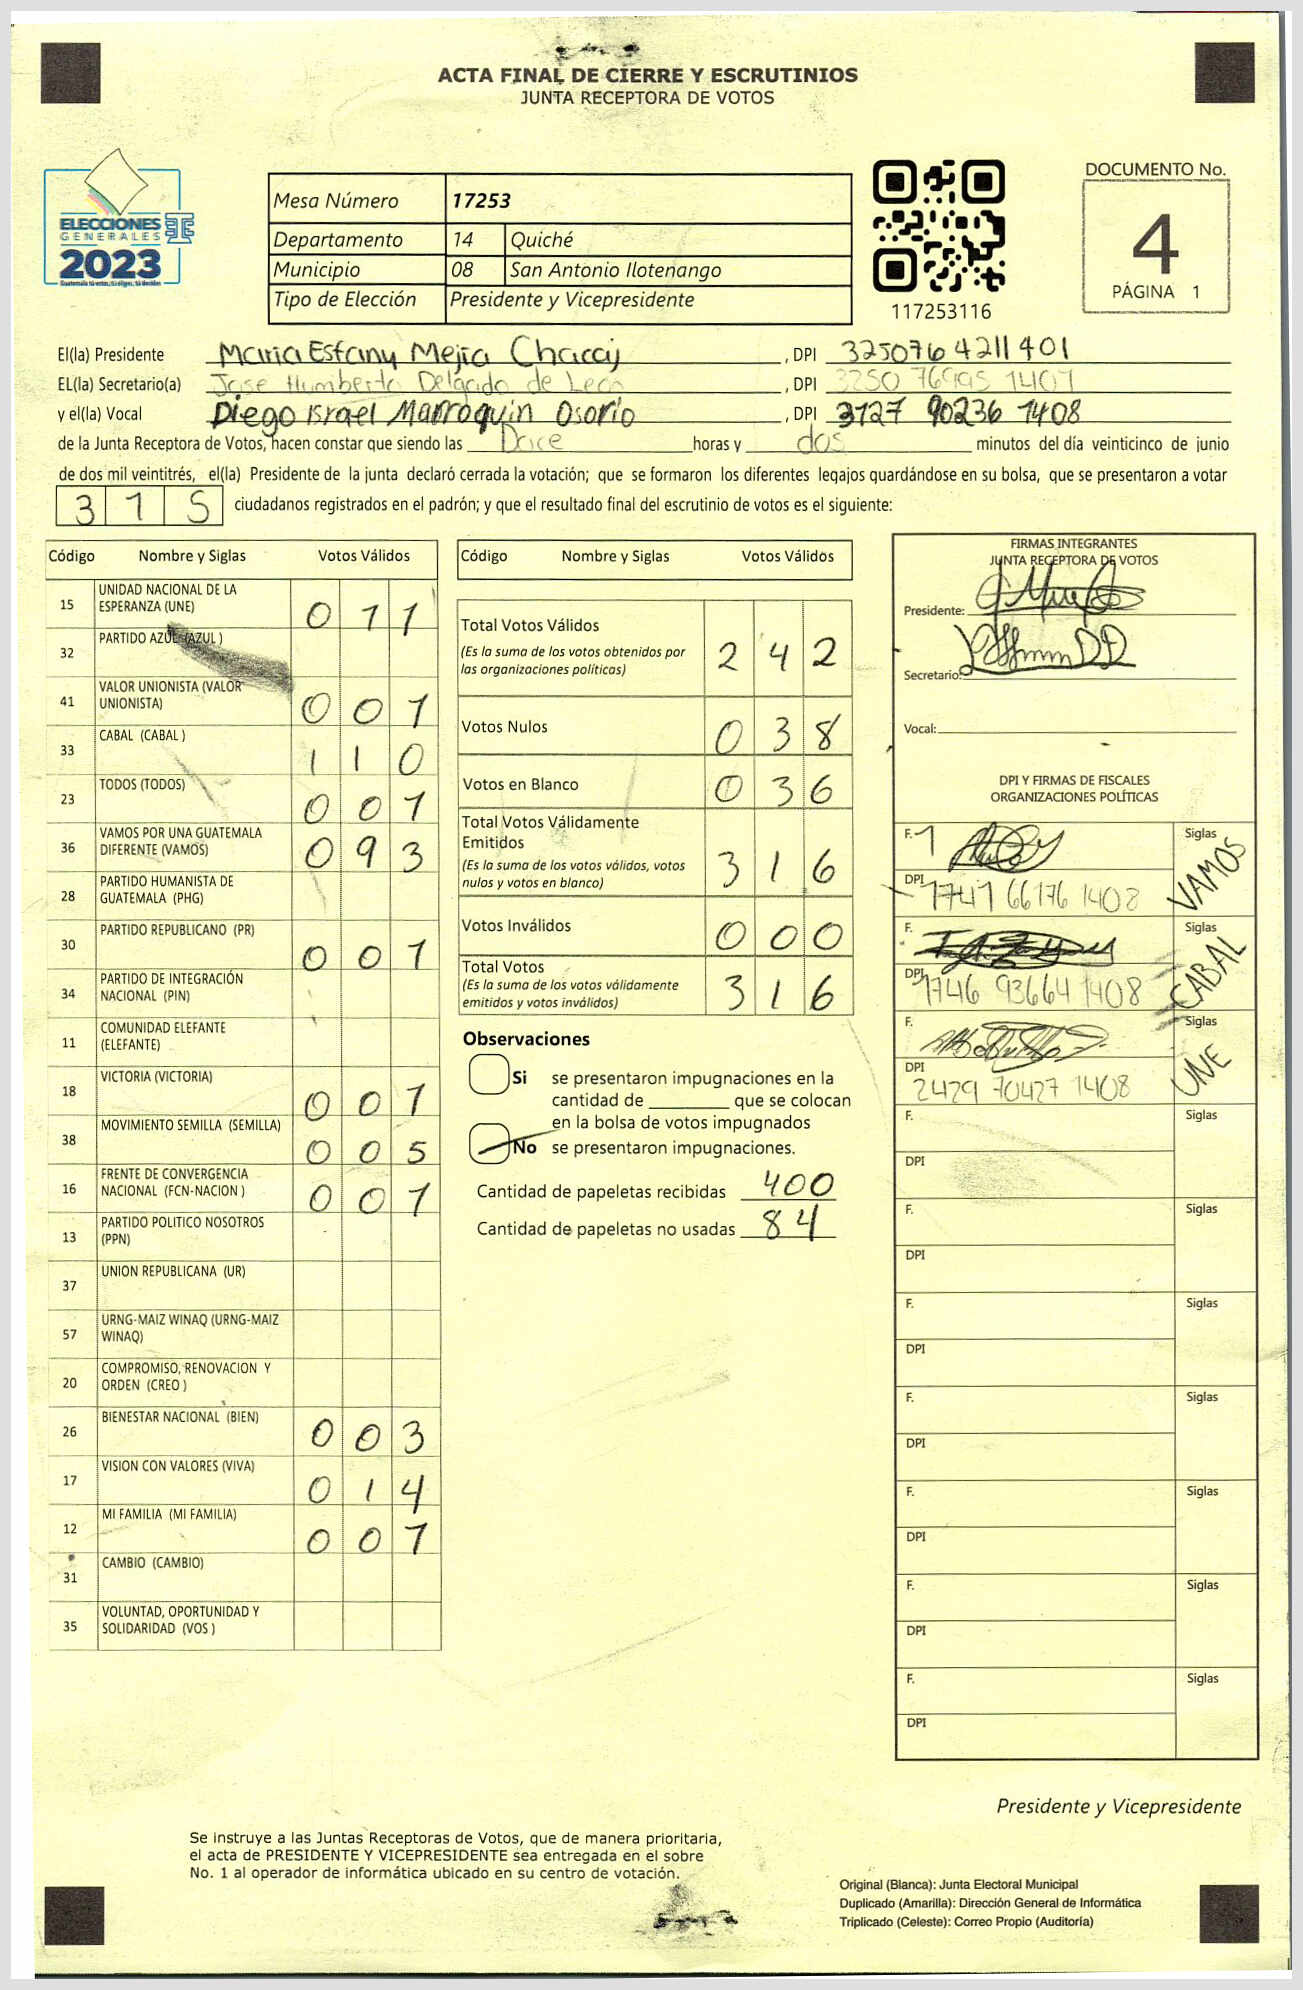 ACTA FINAL DE CIERRE Y ESCRUTINIOS
JUNTA RECEPTORA DE VOTOS
ELECCIONES
GENERALES
2023
Guatemala tú votas, tú eliges, tú decides
Mesa Número 17253
Departamento 14 Quiché
Municipio 08 San Antonio Ilotenango
Tipo de Elección Presidente y Vicepresidente
117253116
DOCUMENTO No.
4
PÁGINA 1
El(la) Presidente Maria Esfany Mejia Chacaj, DPI 325076 4211401
EL(la) Secretario(a) Jose Humberto Delgado de Leon, DPI 3250 76995 1407
y el(la) Vocal Diego Israel Marroquin Osorio, DPI 3127 90236 1408
de la Junta Receptora de Votos, hacen constar que siendo las Doice horas y dos minutos del día veinticinco de junio
de dos mil veintitrés, el(la) Presidente de la junta declaró cerrada la votación; que se formaron los diferentes legajos guardándose en su bolsa, que se presentaron a votar
3 1 5 ciudadanos registrados en el padrón; y que el resultado final del escrutinio de votos es el siguiente:
Código Nombre y Siglas Votos Válidos
15 UNIDAD NACIONAL DE LA ESPERANZA (UNE) 0 1 1
32 PARTIDO AZUL (AZUL )
41 VALOR UNIONISTA (VALOR UNIONISTA) 0 0 1
33 CABAL (CABAL ) 1 1 0
23 TODOS (TODOS) 0 0 1
36 VAMOS POR UNA GUATEMALA DIFERENTE (VAMOS) 0 9 3
28 PARTIDO HUMANISTA DE GUATEMALA (PHG)
30 PARTIDO REPUBLICANO (PR) 0 0 1
34 PARTIDO DE INTEGRACIÓN NACIONAL (PIN)
11 COMUNIDAD ELEFANTE (ELEFANTE)
18 VICTORIA (VICTORIA) 0 0 1
38 MOVIMIENTO SEMILLA (SEMILLA) 0 0 5
16 FRENTE DE CONVERGENCIA NACIONAL (FCN-NACION ) 0 0 1
13 PARTIDO POLITICO NOSOTROS (PPN)
37 UNION REPUBLICANA (UR)
57 URNG-MAIZ WINAQ (URNG-MAIZ WINAQ)
20 COMPROMISO, RENOVACION Y ORDEN (CREO )
26 BIENESTAR NACIONAL (BIEN) 0 0 3
17 VISION CON VALORES (VIVA) 0 1 4
12 MI FAMILIA (MI FAMILIA) 0 0 1
31 CAMBIO (CAMBIO)
35 VOLUNTAD, OPORTUNIDAD Y SOLIDARIDAD (VOS )
Código Nombre y Siglas Votos Válidos
Total Votos Válidos 2 4 2
(Es la suma de los votos obtenidos por
las organizaciones políticas)
Votos Nulos 0 3 8
Votos en Blanco 0 3 6
Total Votos Válidamente
Emitidos 3 1 6
(Es la suma de los votos válidos, votos
nulos y votos en blanco)
Votos Inválidos 0 0 0
Total Votos 3 1 6
(Es la suma de los votos válidamente
emitidos y votos inválidos)
Observaciones
Si se presentaron impugnaciones en la
cantidad de ________ que se colocan
en la bolsa de votos impugnados
No se presentaron impugnaciones.
Cantidad de papeletas recibidas 400
Cantidad de papeletas no usadas 84
FIRMAS INTEGRANTES
JUNTA RECEPTORA DE VOTOS
Presidente:
Secretario:
Vocal:
DPI Y FIRMAS DE FISCALES
ORGANIZACIONES POLÍTICAS
F. Siglas VAMOS
DPI 1747 66176 1408
F. Siglas CABAL
DPI 1746 93664 1408
F. Siglas UNE
DPI 2429 70427 1408
F. Siglas
DPI
F. Siglas
DPI
F. Siglas
DPI
F. Siglas
DPI
F. Siglas
DPI
F. Siglas
DPI
F. Siglas
DPI
Presidente y Vicepresidente
Se instruye a las Juntas Receptoras de Votos, que de manera prioritaria,
el acta de PRESIDENTE Y VICEPRESIDENTE sea entregada en el sobre
No. 1 al operador de informática ubicado en su centro de votación.
Original (Blanca): Junta Electoral Municipal
Duplicado (Amarilla): Dirección General de Informática
Triplicado (Celeste): Correo Propio (Auditoría)